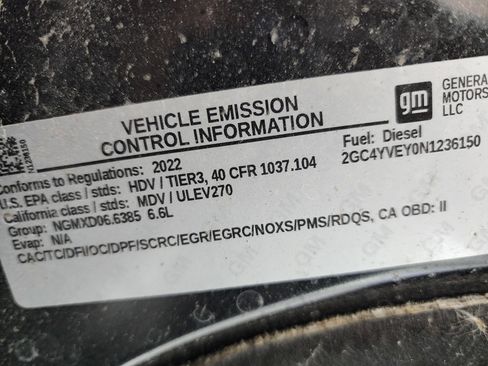 gm
GENERAL
MOTORS
LLC
VEHICLE EMISSION
CONTROL INFORMATION
Conforms to Regulations: 2022
Fuel: Diesel
U.S. EPA class / stds: HDV / TIER3, 40 CFR 1037.104
2GC4YVEY0N1236150
California class / stds: MDV / ULEV270
Group: NGMXD06.6385 6.6L
Evap: N/A
CAC/TC/DFI/OC/DPF/SCRC/EGR/EGRC/NOXS/PMS/RDQS, CA OBD: II
N1236150